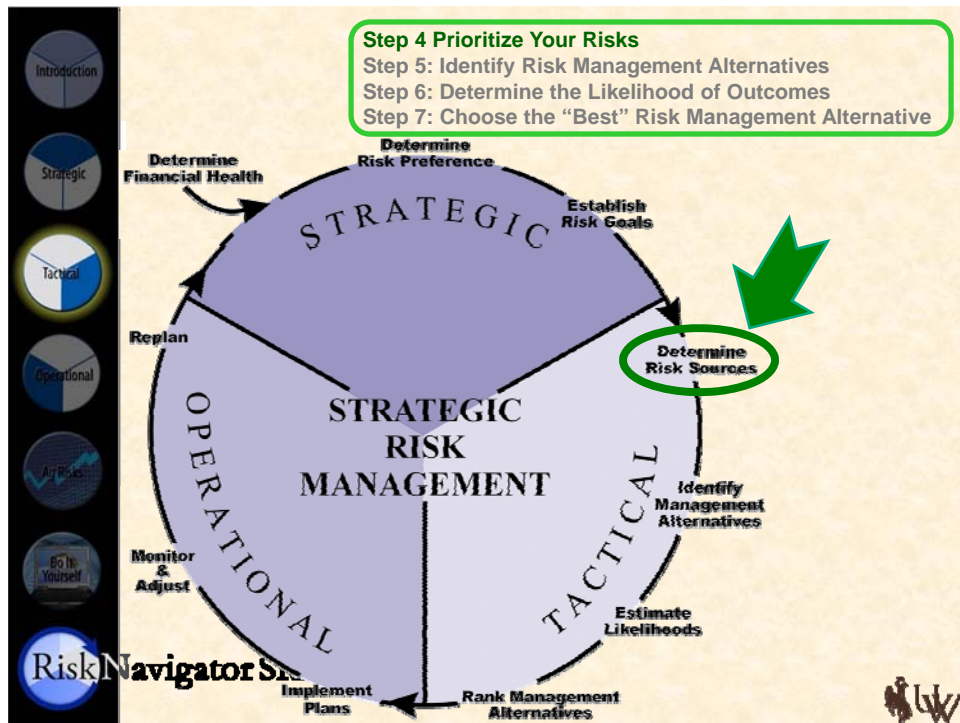 Step 4 Prioritize Your Risks
Step 5: Identify Risk Management Alternatives
Step 6: Determine the Likelihood of Outcomes
Step 7: Choose the “Best” Risk Management Alternative
Introduction
Strategic
Tactical
Operational
Ag Risks
Do It
Yourself
Determine
Financial Health
Determine
Risk Preference
Establish
Risk Goals
STRATEGIC
Determine
Risk Sources
Replan
STRATEGIC
RISK
MANAGEMENT
OPERATIONAL
TACTICAL
Identify
Management
Alternatives
Monitor
&
Adjust
Estimate
Likelihoods
Implement
Plans
Rank Management
Alternatives
Risk Navigator
UW